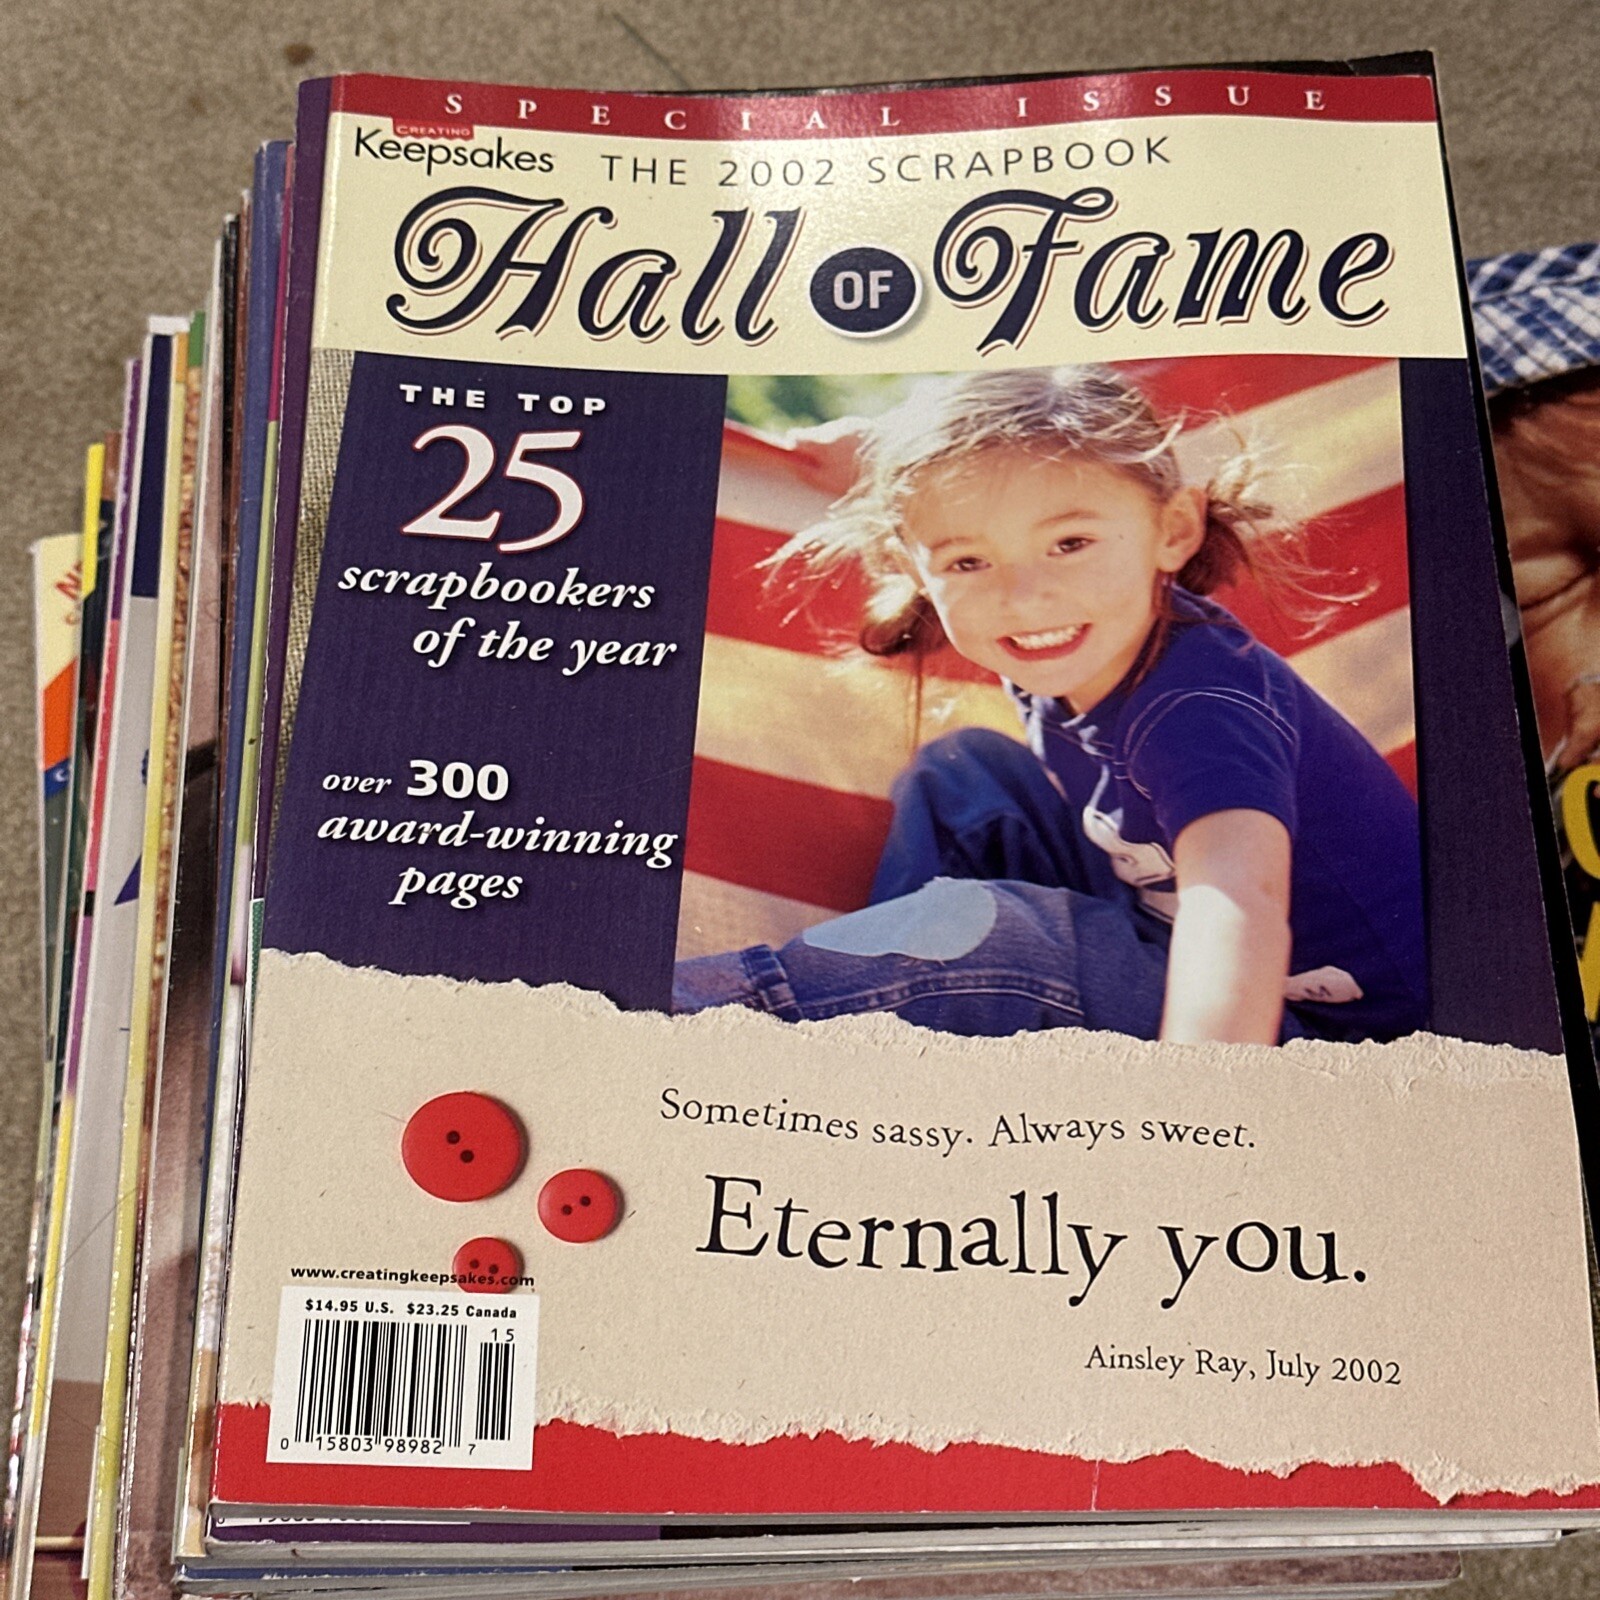 SPECIAL ISSUE
CREATING
Keepsakes
THE 2002 SCRAPBOOK
Hall OF Fame
THE TOP
25
scrapbookers
of the year
over 300
award-winning
pages
Sometimes sassy. Always sweet.
Eternally you.
Ainsley Ray, July 2002
www.creatingkeepsakes.com
$14.95 U.S. $23.25 Canada
15
0 15803 98982 7